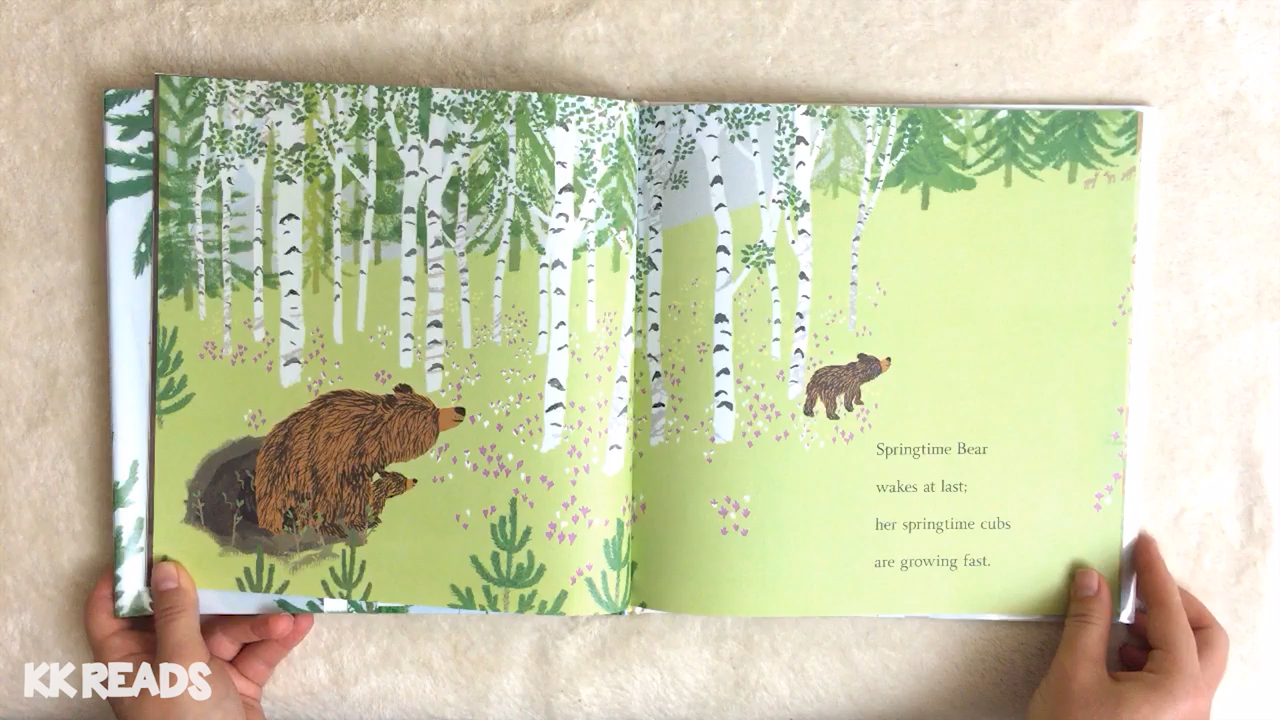 Springtime Bear
wakes at last;
her springtime cubs
are growing fast.
KK READS